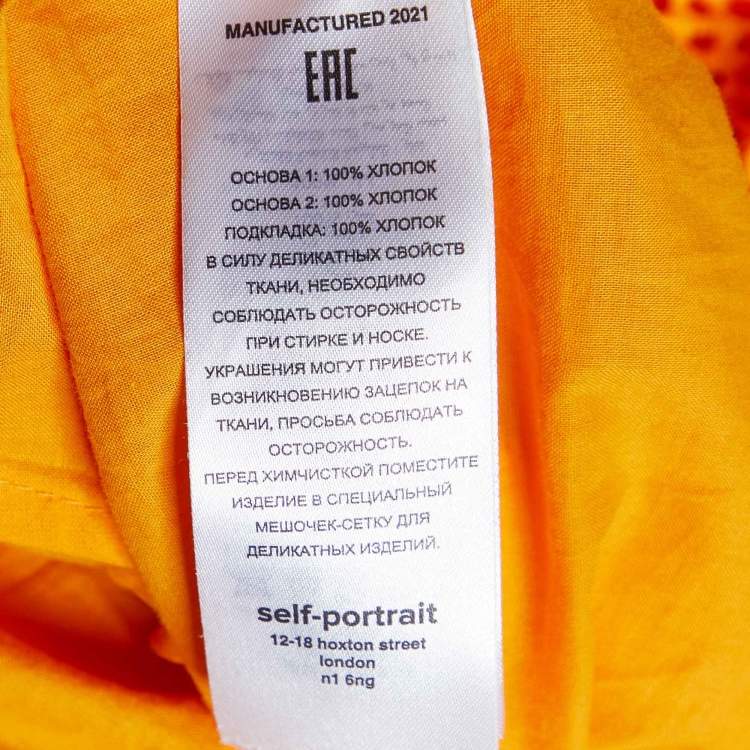 MANUFACTURED 2021
EAC
ОСНОВА 1: 100% ХЛОПОК
ОСНОВА 2: 100% ХЛОПОК
ПОДКЛАДКА: 100% ХЛОПОК
В СИЛУ ДЕЛИКАТНЫХ СВОЙСТВ
ТКАНИ, НЕОБХОДИМО
СОБЛЮДАТЬ ОСТОРОЖНОСТЬ
ПРИ СТИРКЕ И НОСКЕ.
УКРАШЕНИЯ МОГУТ ПРИВЕСТИ К
ВОЗНИКНОВЕНИЮ ЗАЦЕПОК НА
ТКАНИ, ПРОСЬБА СОБЛЮДАТЬ
ОСТОРОЖНОСТЬ.
ПЕРЕД ХИМЧИСТКОЙ ПОМЕСТИТЕ
ИЗДЕЛИЕ В СПЕЦИАЛЬНЫЙ
МЕШОЧЕК-СЕТКУ ДЛЯ
ДЕЛИКАТНЫХ ИЗДЕЛИЙ.
self-portrait
12-18 hoxton street
london
n1 6ng